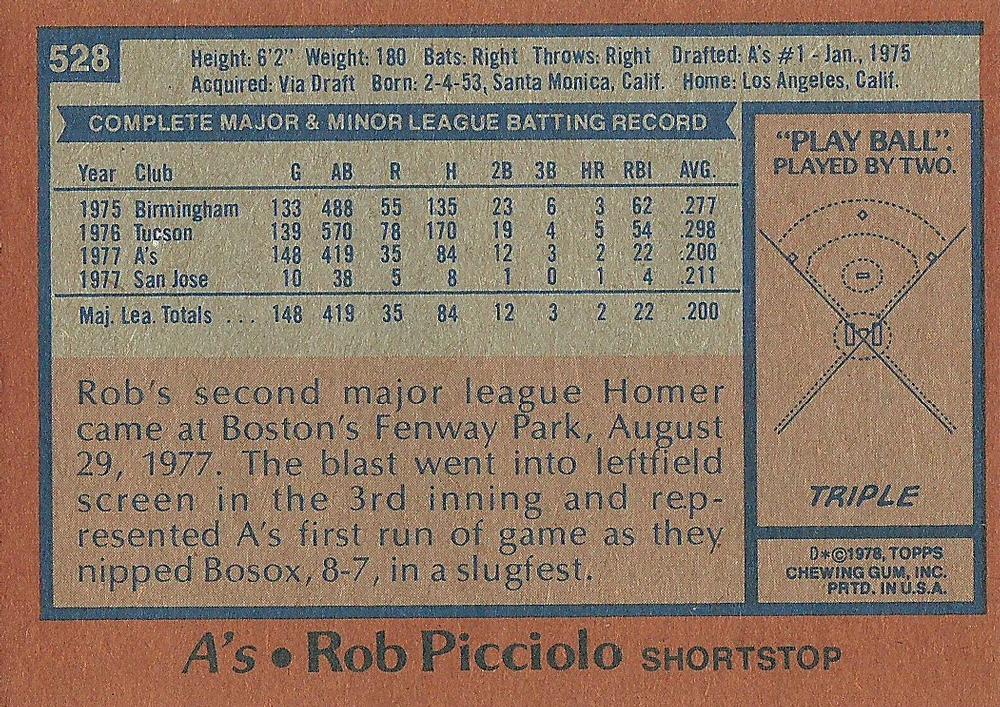 528
Height: 6'2" Weight: 180 Bats: Right Throws: Right Drafted: A's #1 - Jan., 1975
Acquired: Via Draft Born: 2-4-53, Santa Monica, Calif. Home: Los Angeles, Calif.
COMPLETE MAJOR & MINOR LEAGUE BATTING RECORD
Year Club G AB R H 2B 3B HR RBI AVG.
1975 Birmingham 133 488 55 135 23 6 3 62 .277
1976 Tucson 139 570 78 170 19 4 5 54 .298
1977 A's 148 419 35 84 12 3 2 22 .200
1977 San Jose 10 38 5 8 1 0 1 4 .211
Maj. Lea. Totals ... 148 419 35 84 12 3 2 22 .200
Rob's second major league Homer
came at Boston's Fenway Park, August
29, 1977. The blast went into leftfield
screen in the 3rd inning and rep-
resented A's first run of game as they
nipped Bosox, 8-7, in a slugfest.
"PLAY BALL".
PLAYED BY TWO.
TRIPLE
D*©1978, TOPPS
CHEWING GUM, INC.
PRTD. IN U.S.A.
A's • Rob Picciolo SHORTSTOP